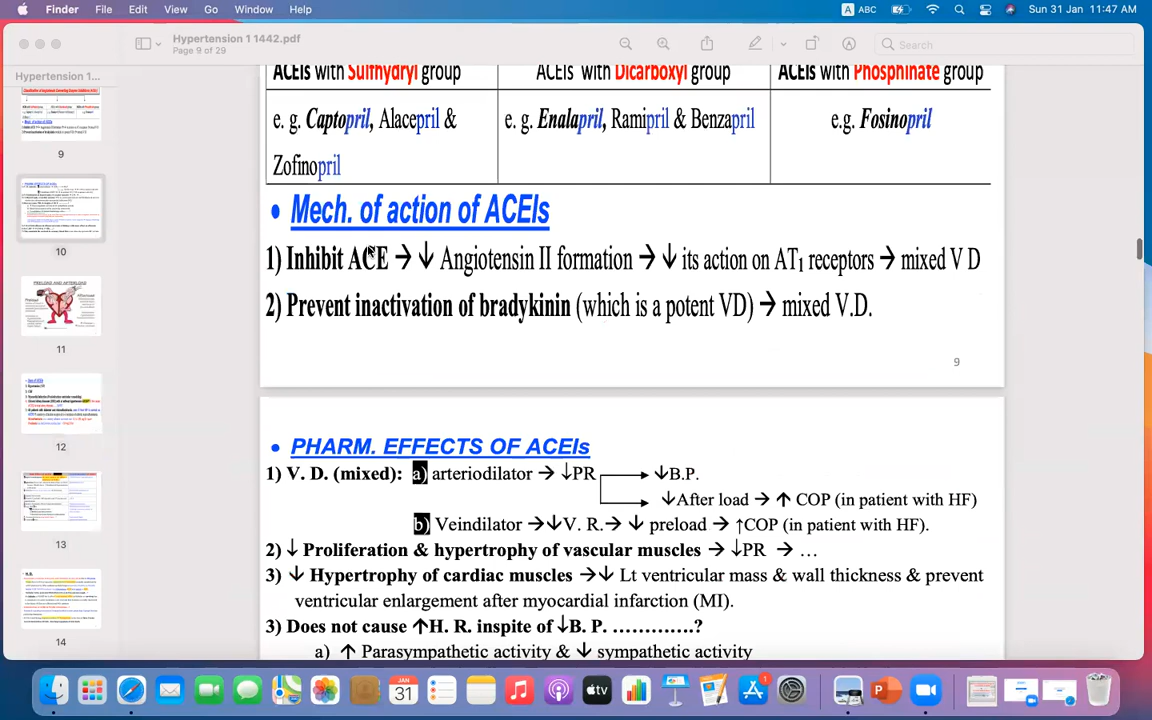 Finder File Edit View Go Window Help A ABC Sun 31 Jan 11:47 AM
Hypertension 1 1442.pdf
Page 9 of 29
Search
Hypertension 1...
9
10
PRELOAD AND AFTERLOAD
11
12
13
14
ACEIs with Sulfhydryl group ACEIs with Dicarboxyl group ACEIs with Phosphinate group
e. g. Captopril, Alacepril & e. g. Enalapril, Ramipril & Benzapril e.g. Fosinopril
Zofinopril
• Mech. of action of ACEIs
1) Inhibit ACE → ↓ Angiotensin II formation → ↓ its action on AT1 receptors → mixed V D
2) Prevent inactivation of bradykinin (which is a potent VD) → mixed V.D.
9
• PHARM. EFFECTS OF ACEIs
1) V. D. (mixed): a) arteriodilator → ↓PR → ↓B.P.
→ ↓After load → ↑ COP (in patient with HF)
b) Veindilator →↓V. R.→ ↓ preload → ↑COP (in patient with HF).
2) ↓ Proliferation & hypertrophy of vascular muscles → ↓PR → …
3) ↓ Hypertrophy of cardiac muscles →↓ Lt ventricular mass & wall thickness & prevent
ventricular enlargement after myocardial infarction (MI).
3) Does not cause ↑H. R. inspite of ↓B. P. ………….?
a) ↑ Parasympathetic activity & ↓ sympathetic activity
JAN
31
tv
1
P